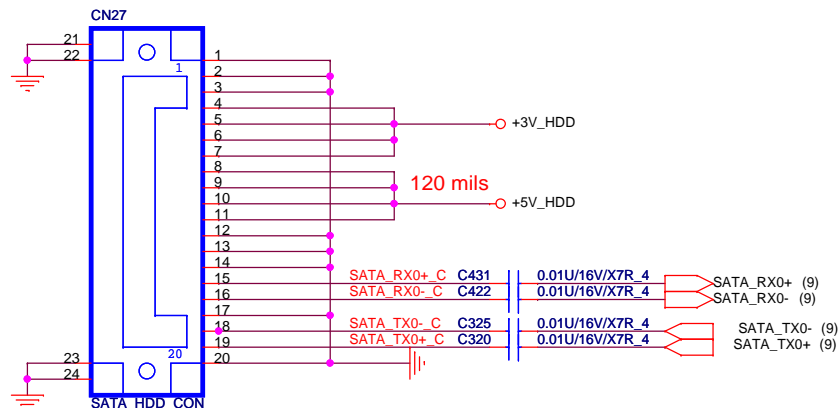 CN27
21
22
1
1
2
3
4
5
+3V_HDD
6
7
8
9
120 mils
10
+5V_HDD
11
12
13
14
15 SATA_RX0+_C C431 0.01U/16V/X7R_4 SATA_RX0+ (9)
16 SATA_RX0-_C C422 0.01U/16V/X7R_4 SATA_RX0- (9)
17
18 SATA_TX0-_C C325 0.01U/16V/X7R_4 SATA_TX0- (9)
19 SATA_TX0+_C C320 0.01U/16V/X7R_4 SATA_TX0+ (9)
20
20
23
24
SATA_HDD_CON